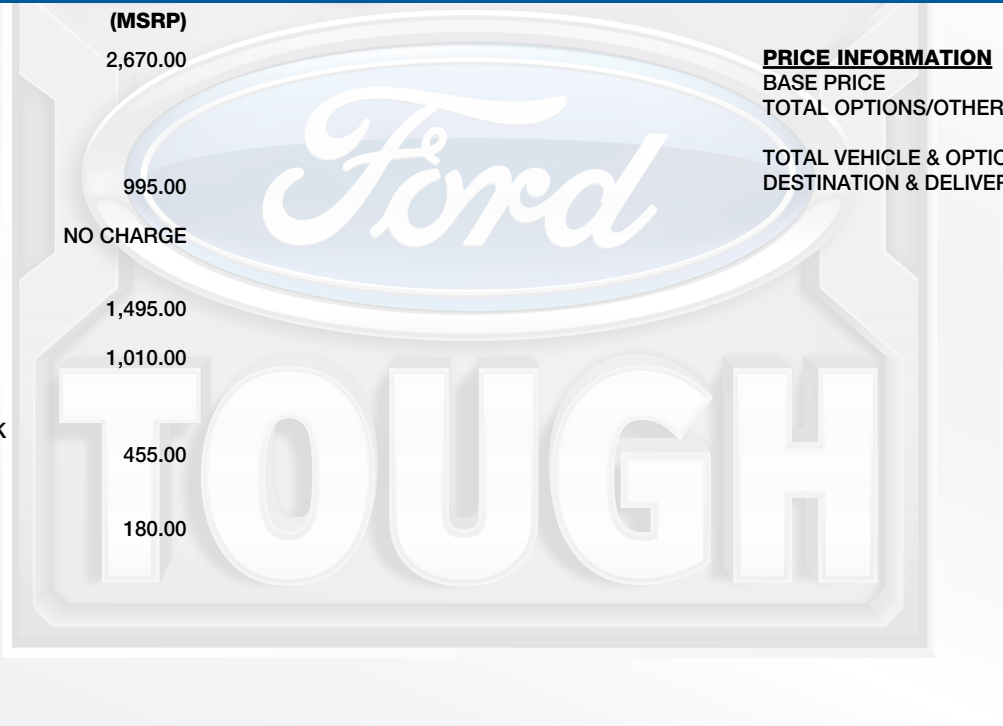 (MSRP)
2,670.00
995.00
NO CHARGE
1,495.00
1,010.00
K
455.00
180.00
PRICE INFORMATION
BASE PRICE
TOTAL OPTIONS/OTHER
TOTAL VEHICLE & OPTIO
DESTINATION & DELIVER
Ford
TOUGH